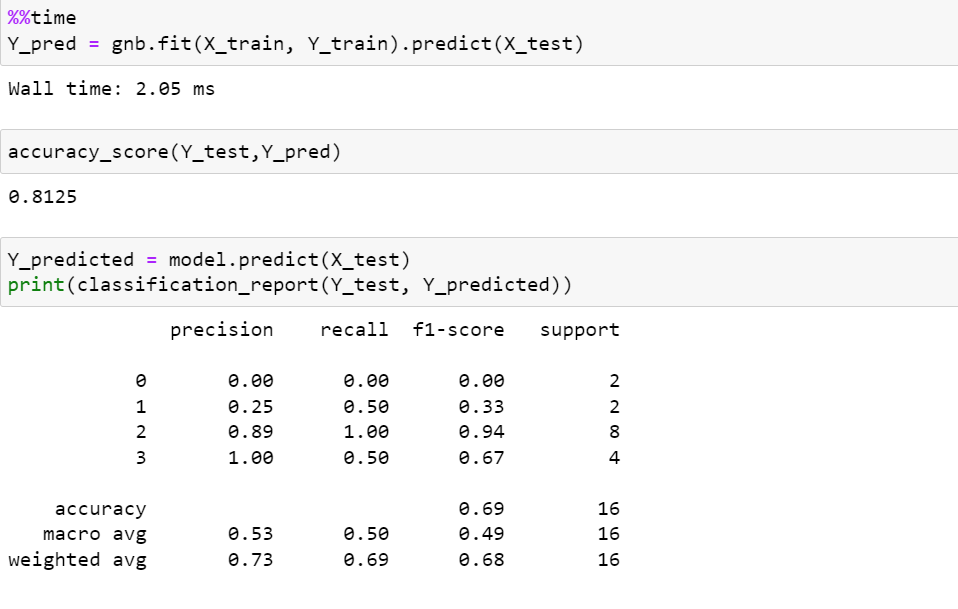 %%time
Y_pred = gnb.fit(X_train, Y_train).predict(X_test)
Wall time: 2.05 ms
accuracy_score(Y_test,Y_pred)
0.8125
Y_predicted = model.predict(X_test)
print(classification_report(Y_test, Y_predicted))
precision recall f1-score support
0 0.00 0.00 0.00 2
1 0.25 0.50 0.33 2
2 0.89 1.00 0.94 8
3 1.00 0.50 0.67 4
accuracy 0.69 16
macro avg 0.53 0.50 0.49 16
weighted avg 0.73 0.69 0.68 16